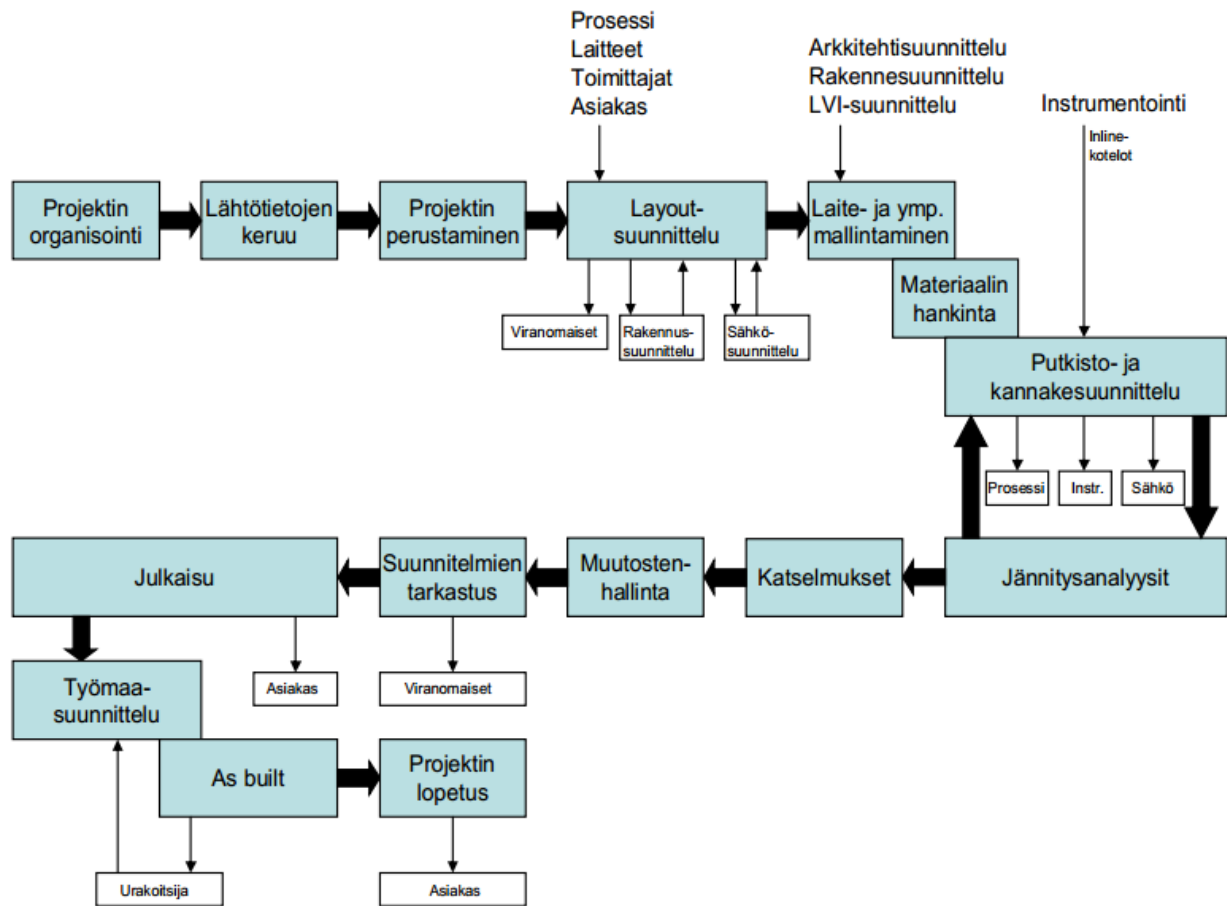 Prosessi
Laitteet
Toimittajat
Asiakas
Arkkitehtisuunnittelu
Rakennesuunnittelu
LVI-suunnittelu
Instrumentointi
Inline-
kotelot
Projektin
organisointi
Lähtötietojen
keruu
Projektin
perustaminen
Layout-
suunnittelu
Laite- ja ymp.
mallintaminen
Viranomaiset
Rakennus-
suunnittelu
Sähkö-
suunnittelu
Materiaalin
hankinta
Putkisto- ja
kannakesuunnittelu
Prosessi
Instr.
Sähkö
Julkaisu
Suunnitelmien
tarkastus
Muutosten-
hallinta
Katselmukset
Jännitysanalyysit
Työmaa-
suunnittelu
Asiakas
Viranomaiset
As built
Projektin
lopetus
Urakoitsija
Asiakas